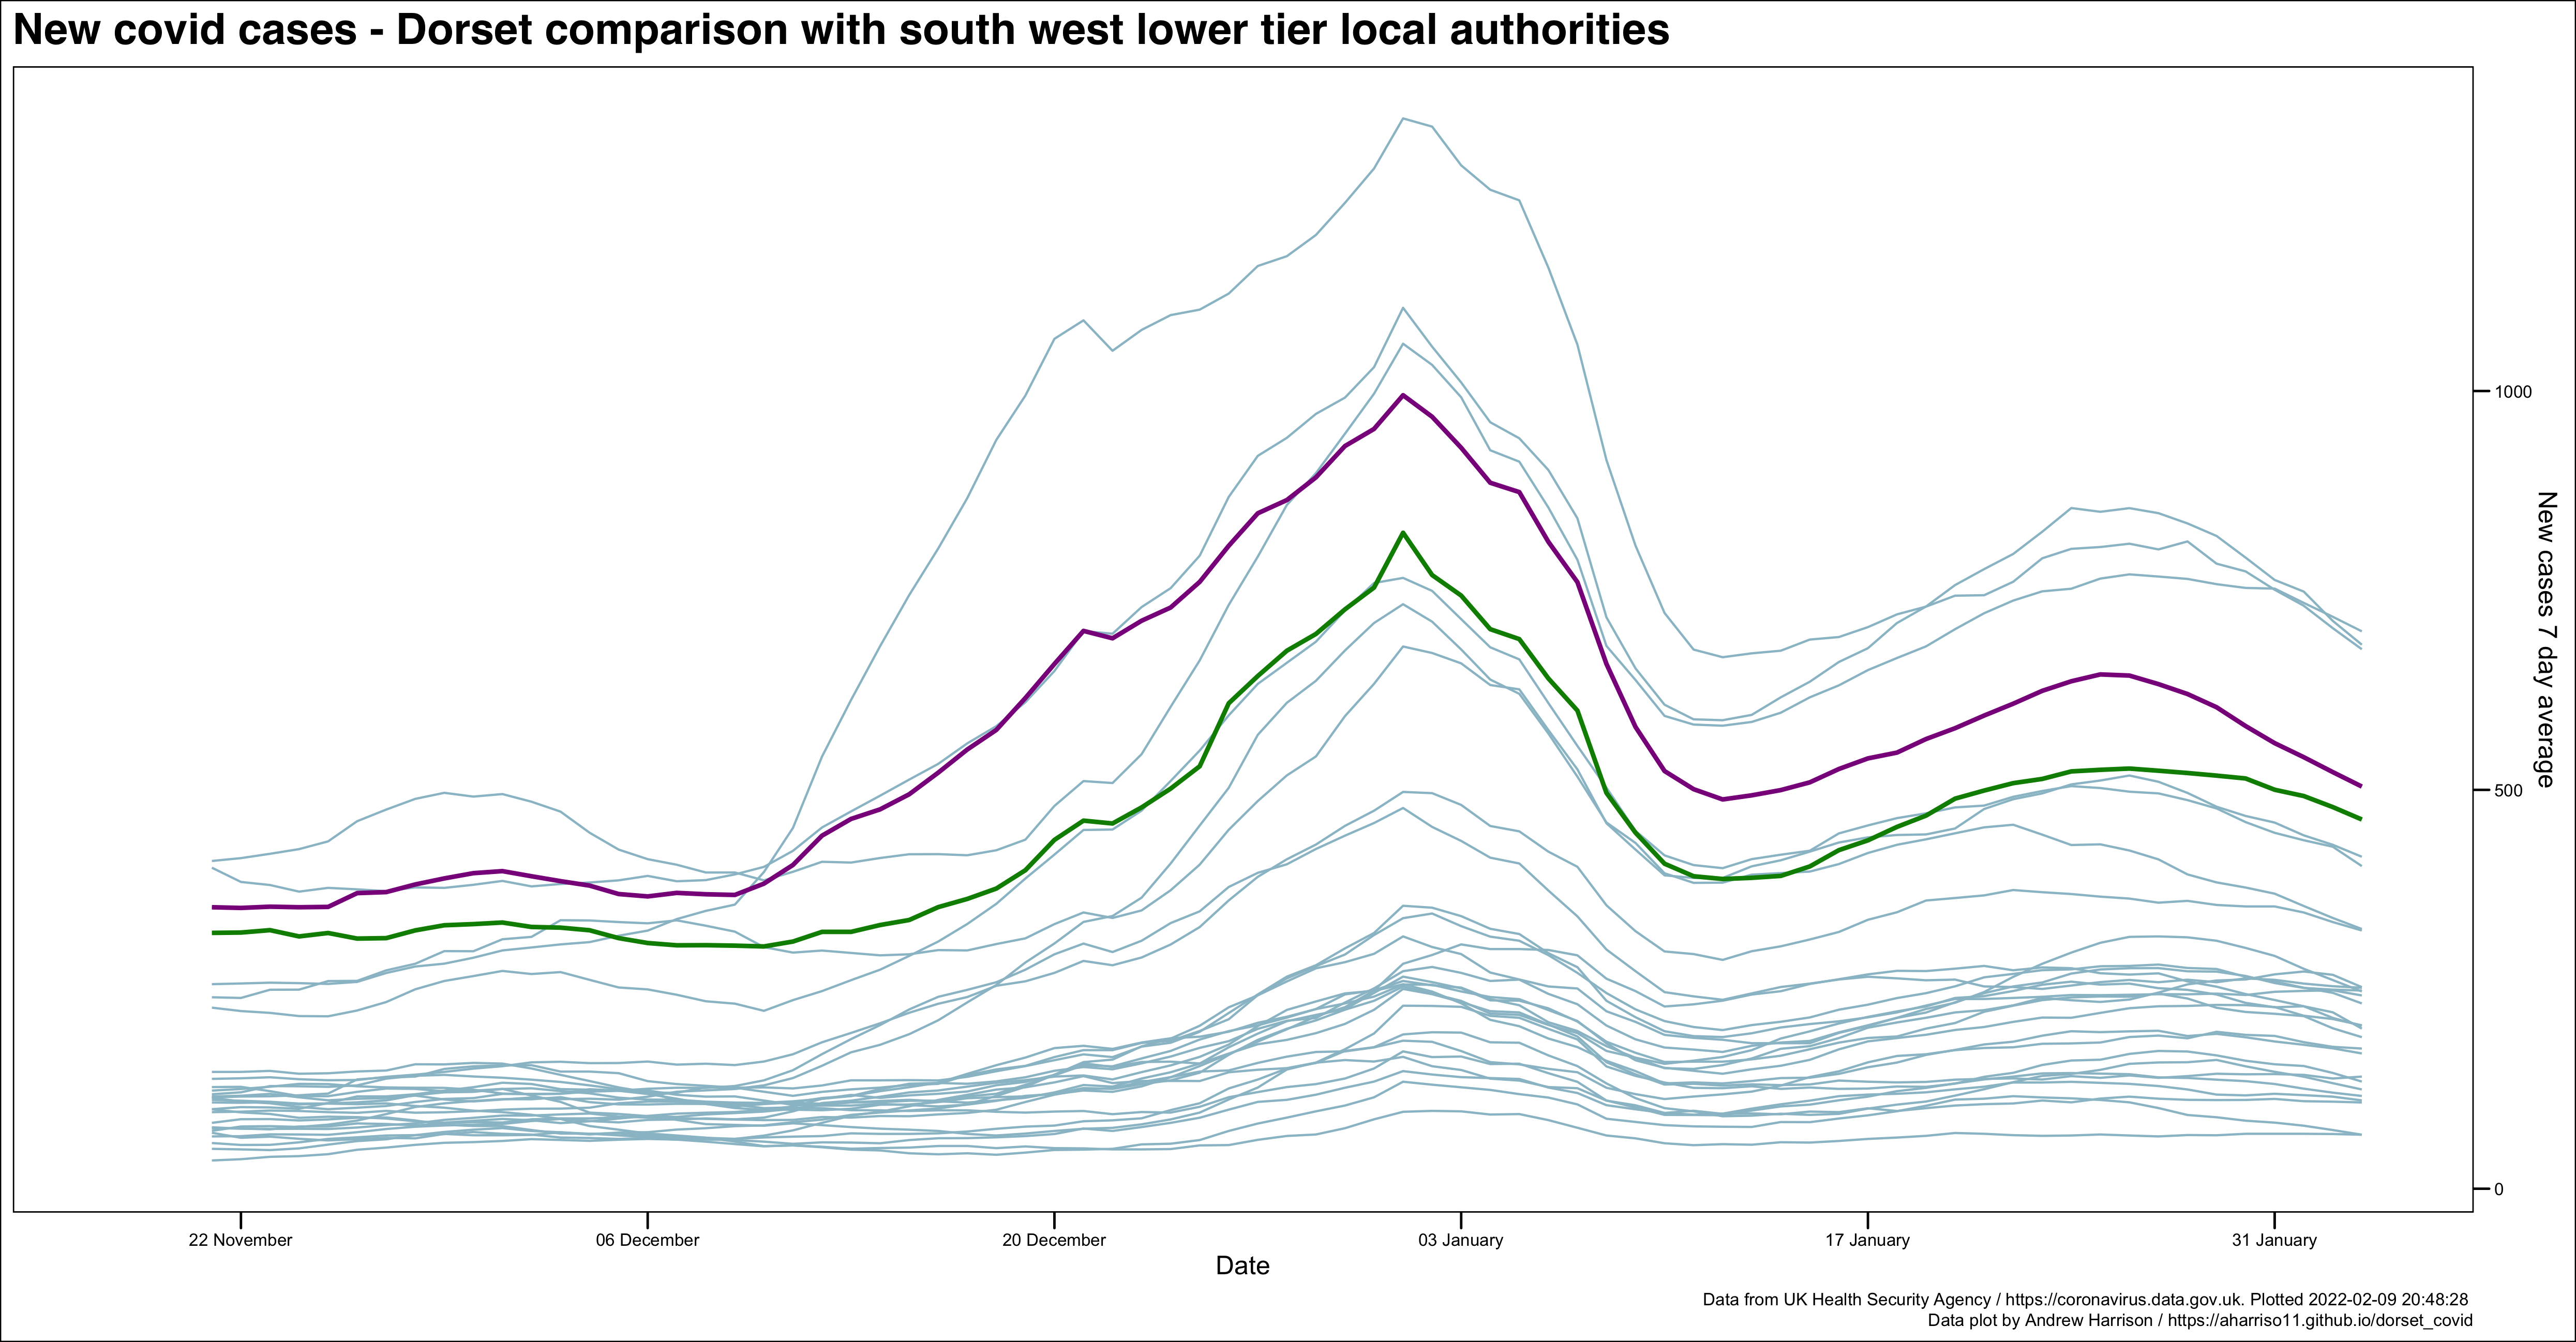 New covid cases - Dorset comparison with south west lower tier local authorities
1000
500
0
New cases 7 day average
22 November
06 December
20 December
03 January
17 January
31 January
Date
Data from UK Health Security Agency / https://coronavirus.data.gov.uk. Plotted 2022-02-09 20:48:28
Data plot by Andrew Harrison / https://aharriso11.github.io/dorset_covid